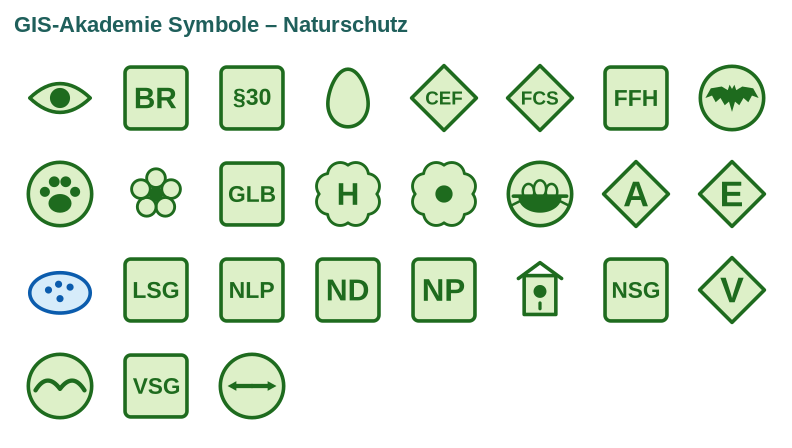 GIS-Akademie Symbole – Naturschutz
BR §30 CEF FCS FFH
GLB H A E
LSG NLP ND NP NSG V
VSG